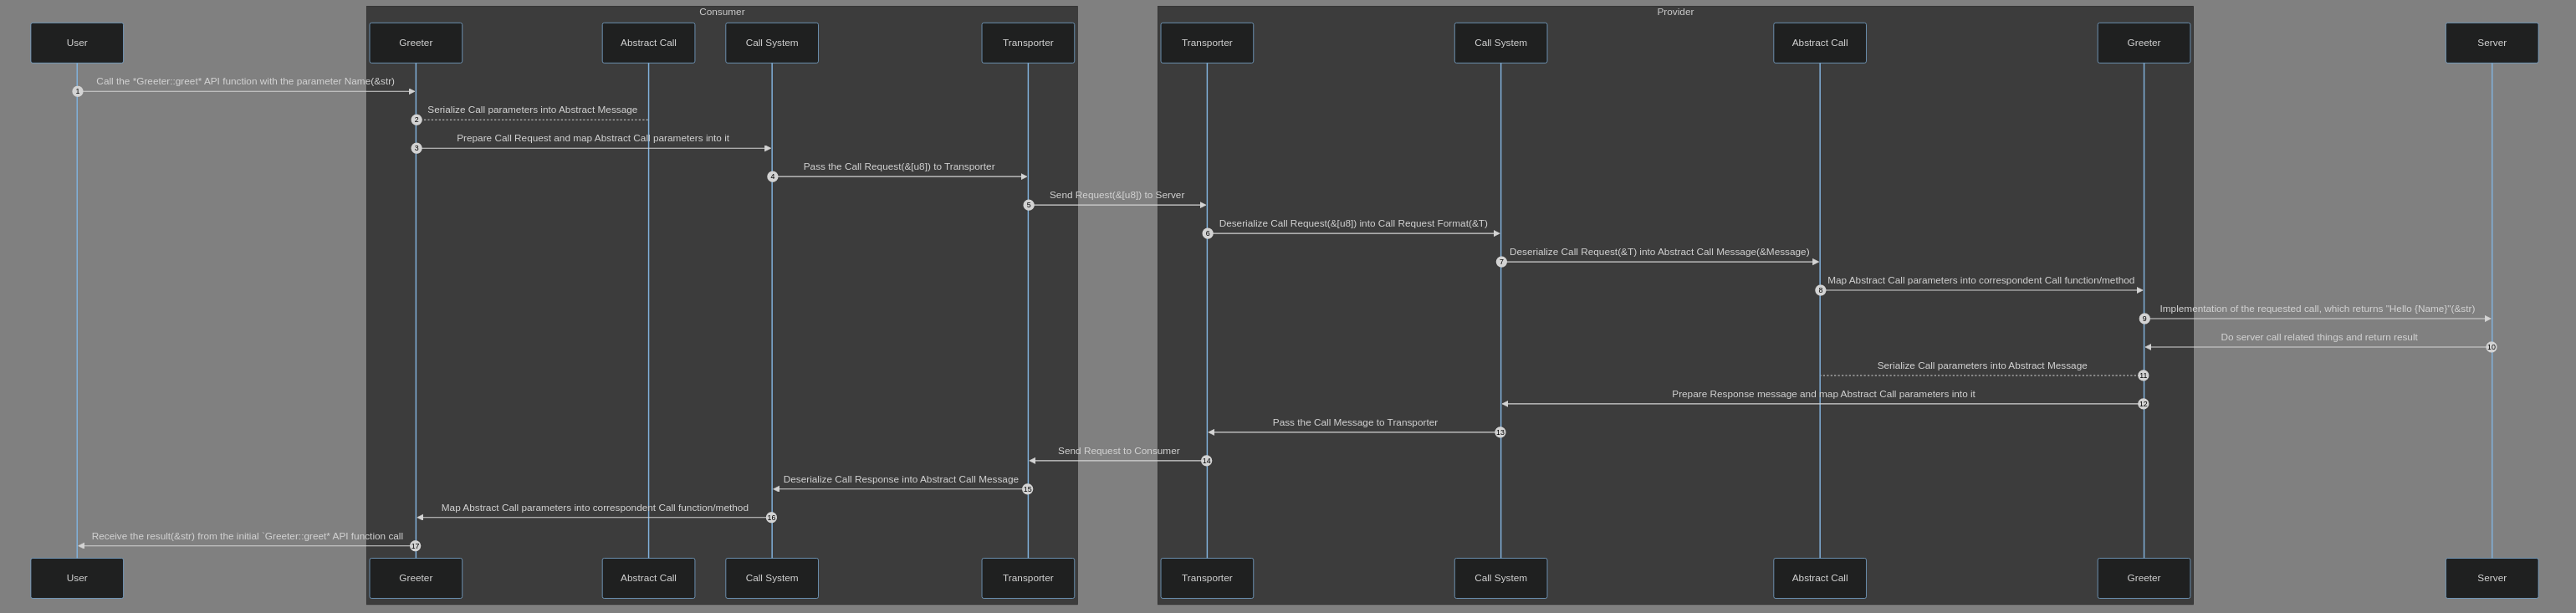 Consumer
Provider
User
Greeter
Abstract Call
Call System
Transporter
Transporter
Call System
Abstract Call
Greeter
Server
Call the *Greeter::greet* API function with the parameter Name(&str)
1
Serialize Call parameters into Abstract Message
2
Prepare Call Request and map Abstract Call parameters into it
3
Pass the Call Request(&[u8]) to Transporter
4
Send Request(&[u8]) to Server
5
Deserialize Call Request(&[u8]) into Call Request Format(&T)
6
Deserialize Call Request(&T) into Abstract Call Message(&Message)
7
Map Abstract Call parameters into correspondent Call function/method
8
Implementation of the requested call, which returns "Hello {Name}"(&str)
9
Do server call related things and return result
10
Serialize Call parameters into Abstract Message
11
Prepare Response message and map Abstract Call parameters into it
12
Pass the Call Message to Transporter
13
Send Request to Consumer
14
Deserialize Call Response into Abstract Call Message
15
Map Abstract Call parameters into correspondent Call function/method
16
Receive the result(&str) from the initial `Greeter::greet* API function call
17
User
Greeter
Abstract Call
Call System
Transporter
Transporter
Call System
Abstract Call
Greeter
Server